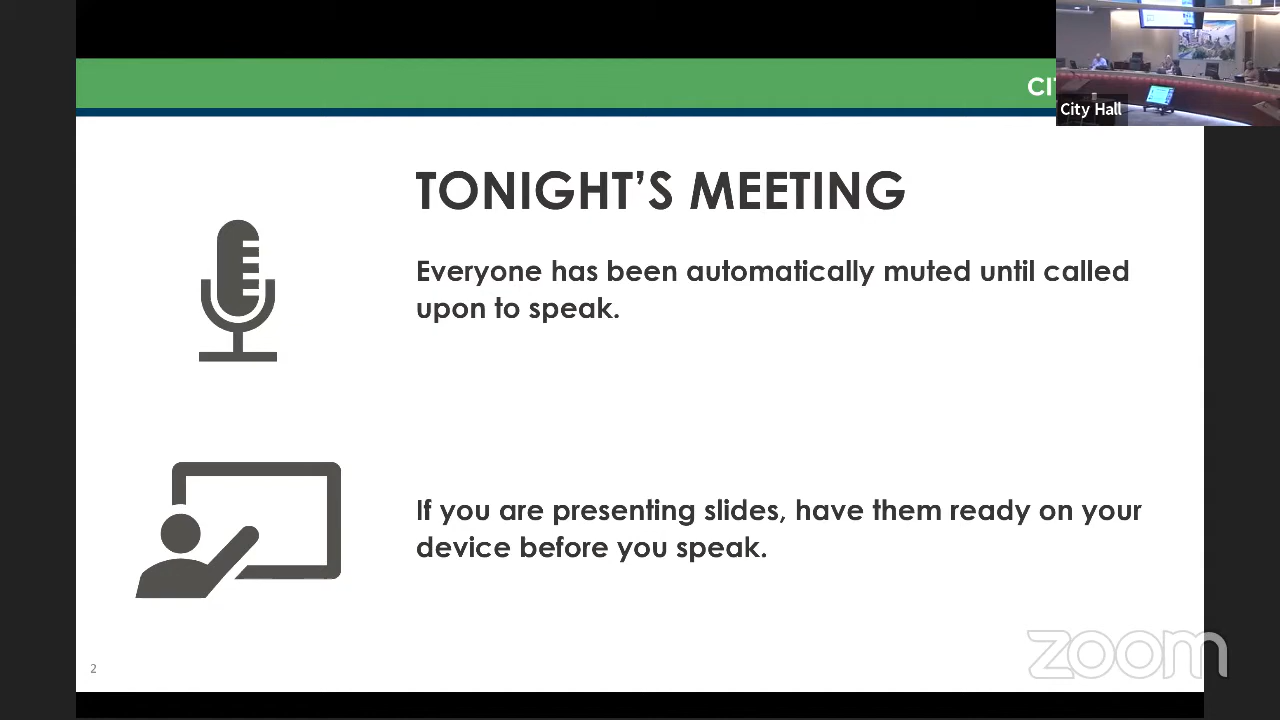 City Hall
TONIGHT’S MEETING
Everyone has been automatically muted until called
upon to speak.
If you are presenting slides, have them ready on your
device before you speak.
2
zoom